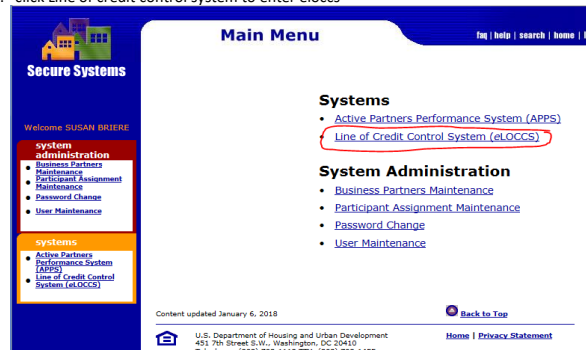 click Line of credit control system to enter eloccs
Main Menu
faq | help | search | home |
Secure Systems
Welcome SUSAN BRIERE
system
administration
• Business Partners
Maintenance
• Participant Assignment
Maintenance
• Password Change
• User Maintenance
systems
• Active Partners
Performance System
(APPS)
• Line of Credit Control
System (eLOCCS)
Systems
• Active Partners Performance System (APPS)
• Line of Credit Control System (eLOCCS)
System Administration
• Business Partners Maintenance
• Participant Assignment Maintenance
• Password Change
• User Maintenance
Content updated January 6, 2018
Back to Top
U.S. Department of Housing and Urban Development
451 7th Street S.W., Washington, DC 20410
Home | Privacy Statement